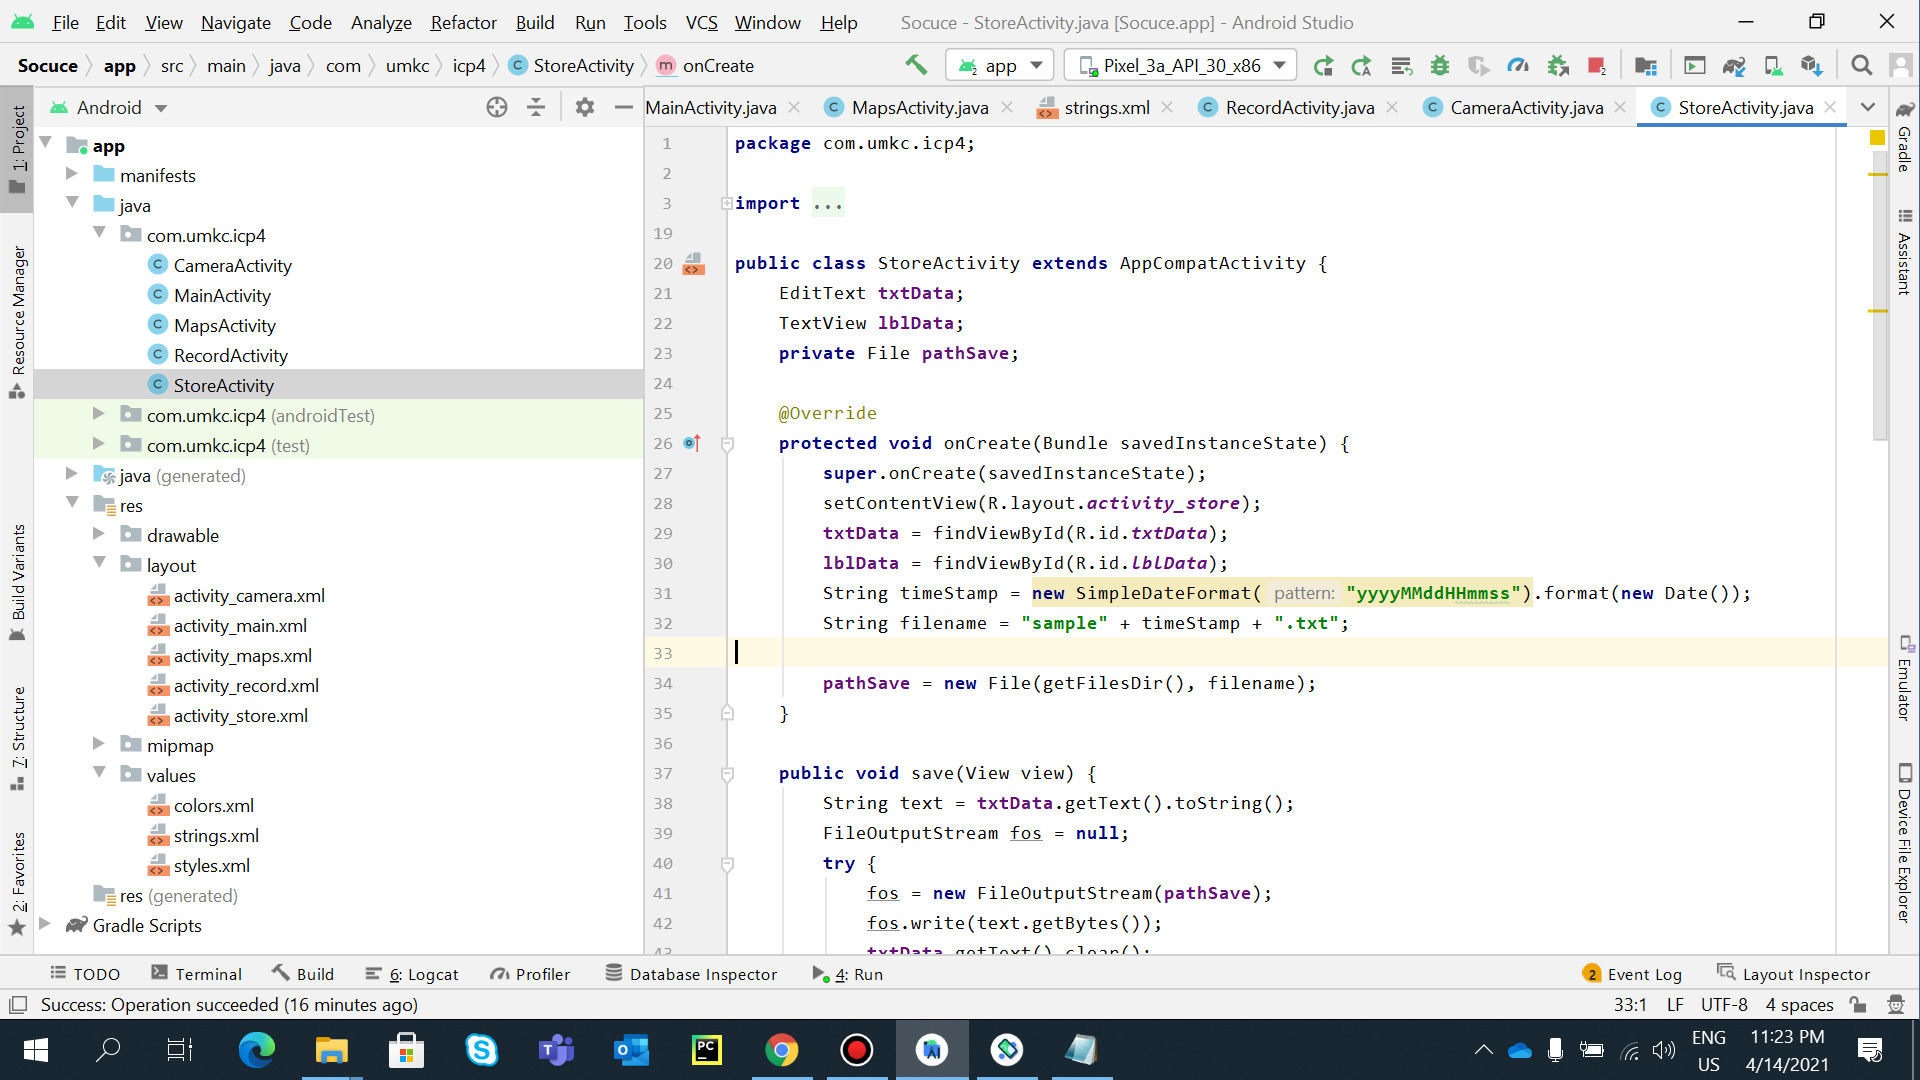 File Edit View Navigate Code Analyze Refactor Build Run Tools VCS Window Help Socuce - StoreActivity.java [Socuce.app] - Android Studio
Socuce app src main java com umkc icp4 StoreActivity onCreate app Pixel_3a_API_30_x86
Android
MainActivity.java MapsActivity.java strings.xml RecordActivity.java CameraActivity.java StoreActivity.java
1: Project
Resource Manager
Build Variants
7: Structure
2: Favorites
app
manifests
java
com.umkc.icp4
CameraActivity
MainActivity
MapsActivity
RecordActivity
StoreActivity
com.umkc.icp4 (androidTest)
com.umkc.icp4 (test)
java (generated)
res
drawable
layout
activity_camera.xml
activity_main.xml
activity_maps.xml
activity_record.xml
activity_store.xml
mipmap
values
colors.xml
strings.xml
styles.xml
res (generated)
Gradle Scripts
1 package com.umkc.icp4;
2
3 import ...
19
20 public class StoreActivity extends AppCompatActivity {
21 EditText txtData;
22 TextView lblData;
23 private File pathSave;
24
25 @Override
26 protected void onCreate(Bundle savedInstanceState) {
27 super.onCreate(savedInstanceState);
28 setContentView(R.layout.activity_store);
29 txtData = findViewById(R.id.txtData);
30 lblData = findViewById(R.id.lblData);
31 String timeStamp = new SimpleDateFormat( pattern: "yyyyMMddHHmmss").format(new Date());
32 String filename = "sample" + timeStamp + ".txt";
33
34 pathSave = new File(getFilesDir(), filename);
35 }
36
37 public void save(View view) {
38 String text = txtData.getText().toString();
39 FileOutputStream fos = null;
40 try {
41 fos = new FileOutputStream(pathSave);
42 fos.write(text.getBytes());
43 txtData.getText().clear();
Gradle
Assistant
Emulator
Device File Explorer
TODO Terminal Build 6: Logcat Profiler Database Inspector 4: Run 2 Event Log Layout Inspector
Success: Operation succeeded (16 minutes ago) 33:1 LF UTF-8 4 spaces
ENG 11:23 PM
US 4/14/2021